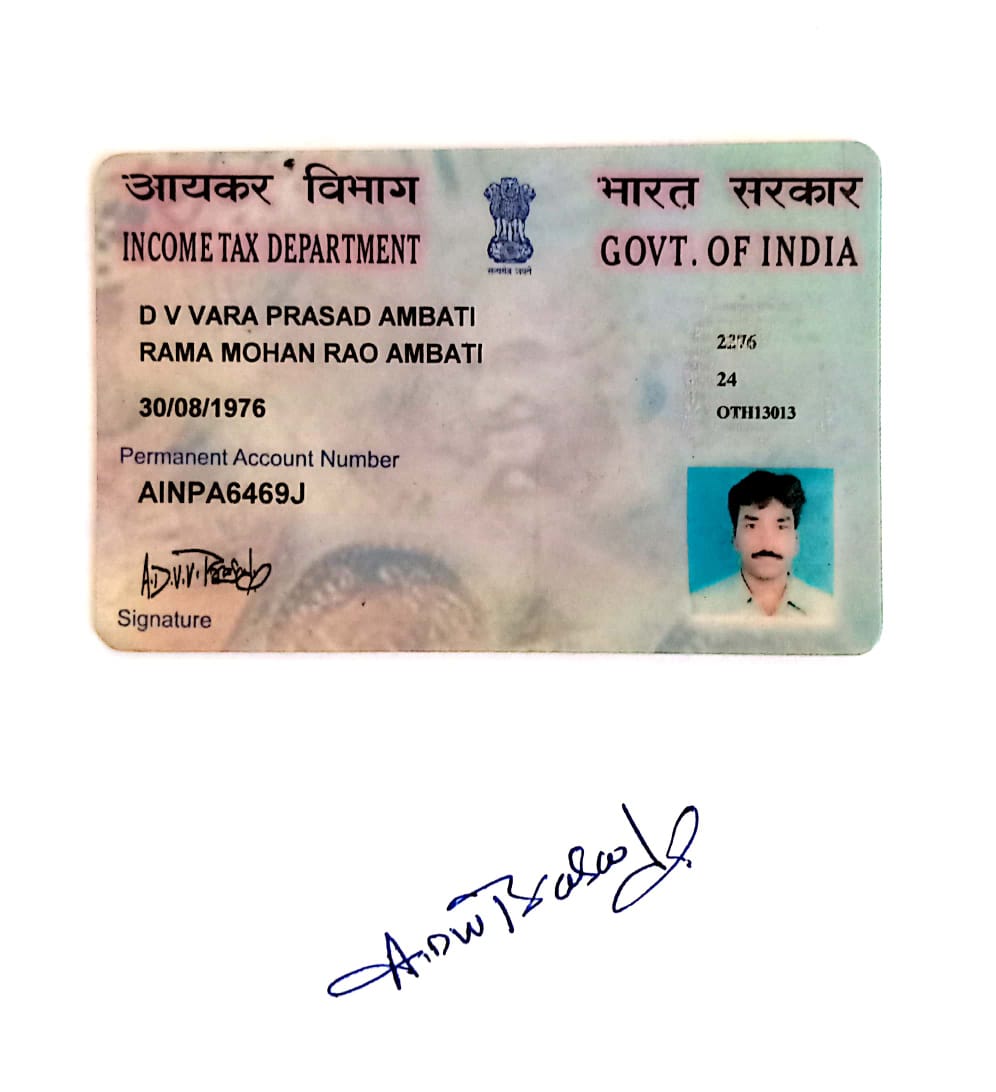 आयकर विभाग
INCOME TAX DEPARTMENT
सत्यमेव जयते
भारत सरकार
GOVT. OF INDIA
D V VARA PRASAD AMBATI
RAMA MOHAN RAO AMBATI
30/08/1976
Permanent Account Number
AINPA6469J
2276
24
OTH13013
A.D.V.V. Prasad
Signature
A.D.V.V. Prasad